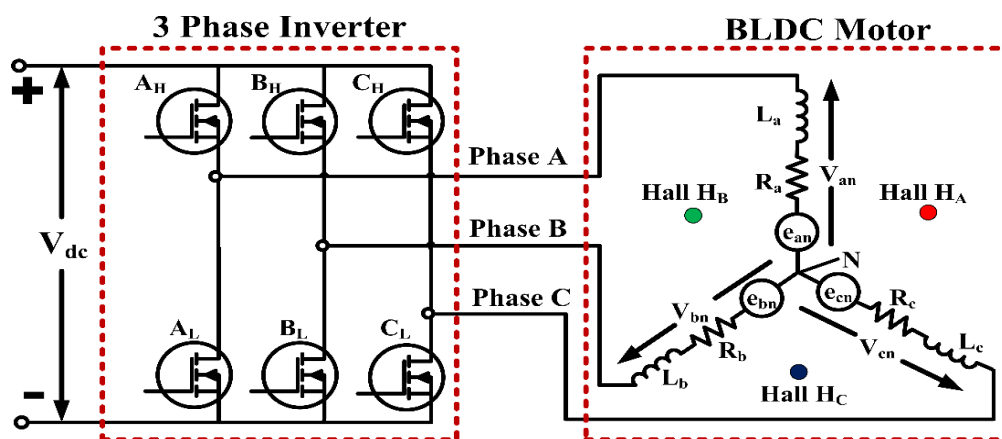 3 Phase Inverter
BLDC Motor
+
A_H
B_H
C_H
V_dc
A_L
B_L
C_L
-
Phase A
Phase B
Phase C
L_a
R_a
V_an
Hall H_B
Hall H_A
e_an
N
e_bn
e_cn
R_c
V_bn
R_b
V_cn
L_c
L_b
Hall H_C